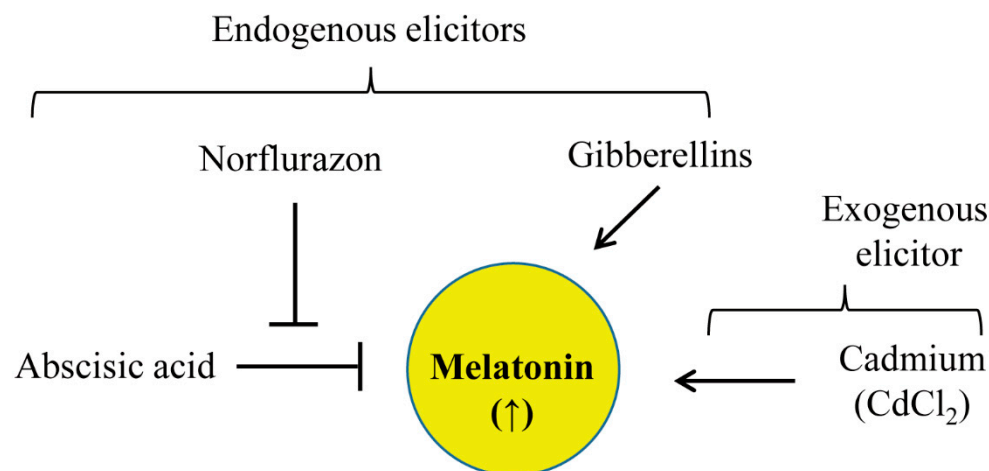 Endogenous elicitors
Norflurazon
Gibberellins
Exogenous
elicitor
Abscisic acid
Melatonin
(↑)
Cadmium
(CdCl₂)